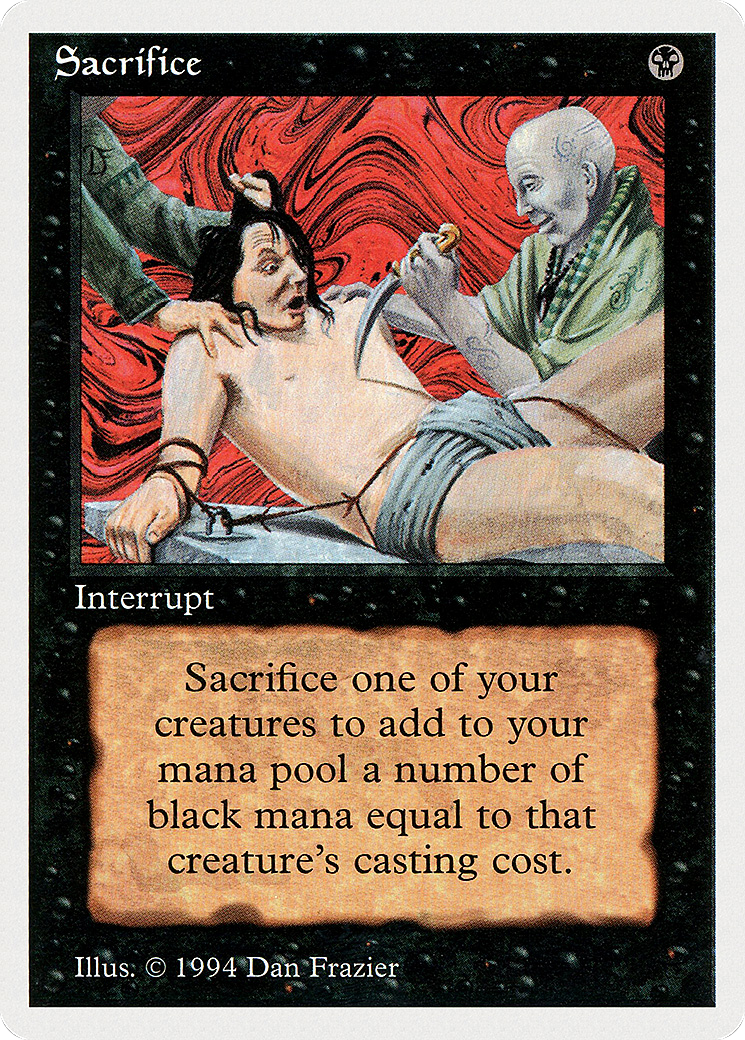 Sacrifice
DF
Interrupt
Sacrifice one of your
creatures to add to your
mana pool a number of
black mana equal to that
creature's casting cost.
Illus. © 1994 Dan Frazier